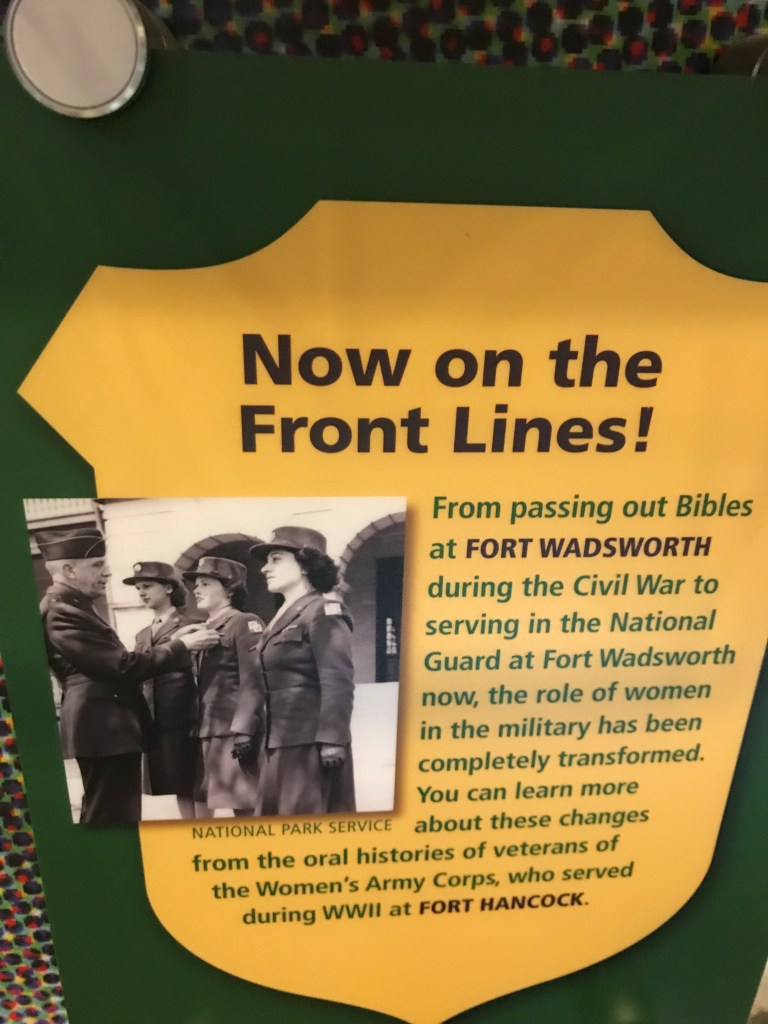 Now on the
Front Lines!
From passing out Bibles
at FORT WADSWORTH
during the Civil War to
serving in the National
Guard at Fort Wadsworth
now, the role of women
in the military has been
completely transformed.
You can learn more
about these changes
from the oral histories of veterans of
the Women's Army Corps, who served
during WWII at FORT HANCOCK.
NATIONAL PARK SERVICE